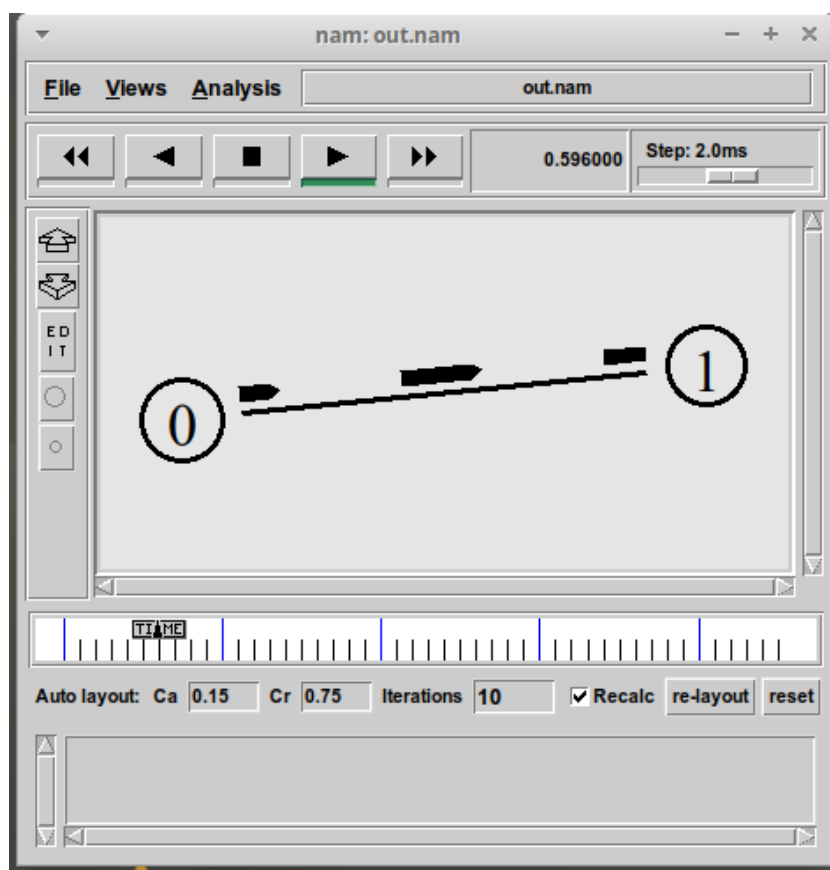 nam: out.nam
File Views Analysis out.nam
0.596000 Step: 2.0ms
E D
I T
0 1
TIME
Auto layout: Ca 0.15 Cr 0.75 Iterations 10 Recalc re-layout reset